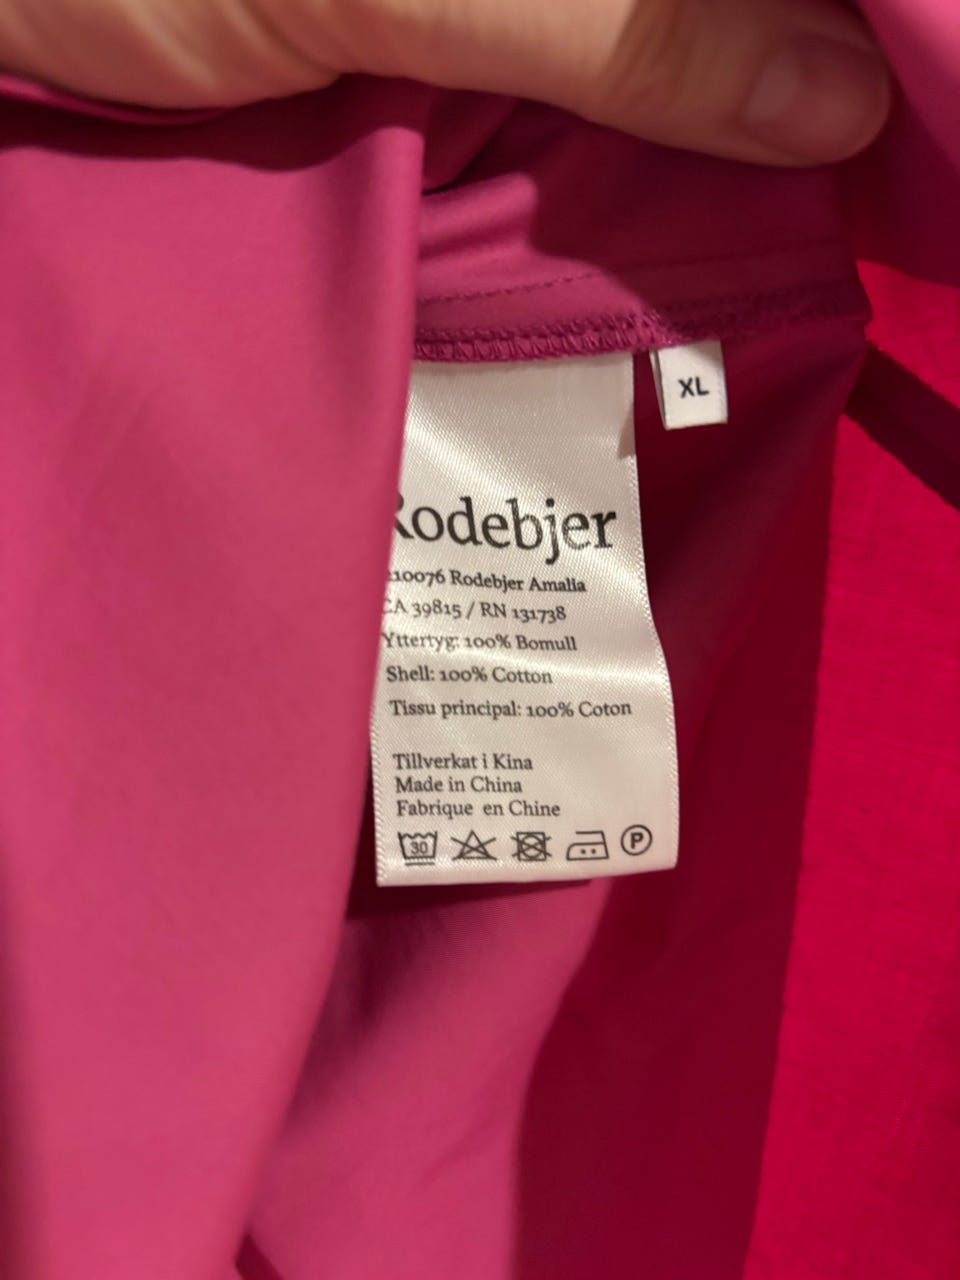 XL
Rodebjer
10076 Rodebjer Amalia
CA 39815 / RN 131738
Yttertyg: 100% Bomull
Shell: 100% Cotton
Tissu principal: 100% Coton
Tillverkat i Kina
Made in China
Fabrique en Chine
30 P